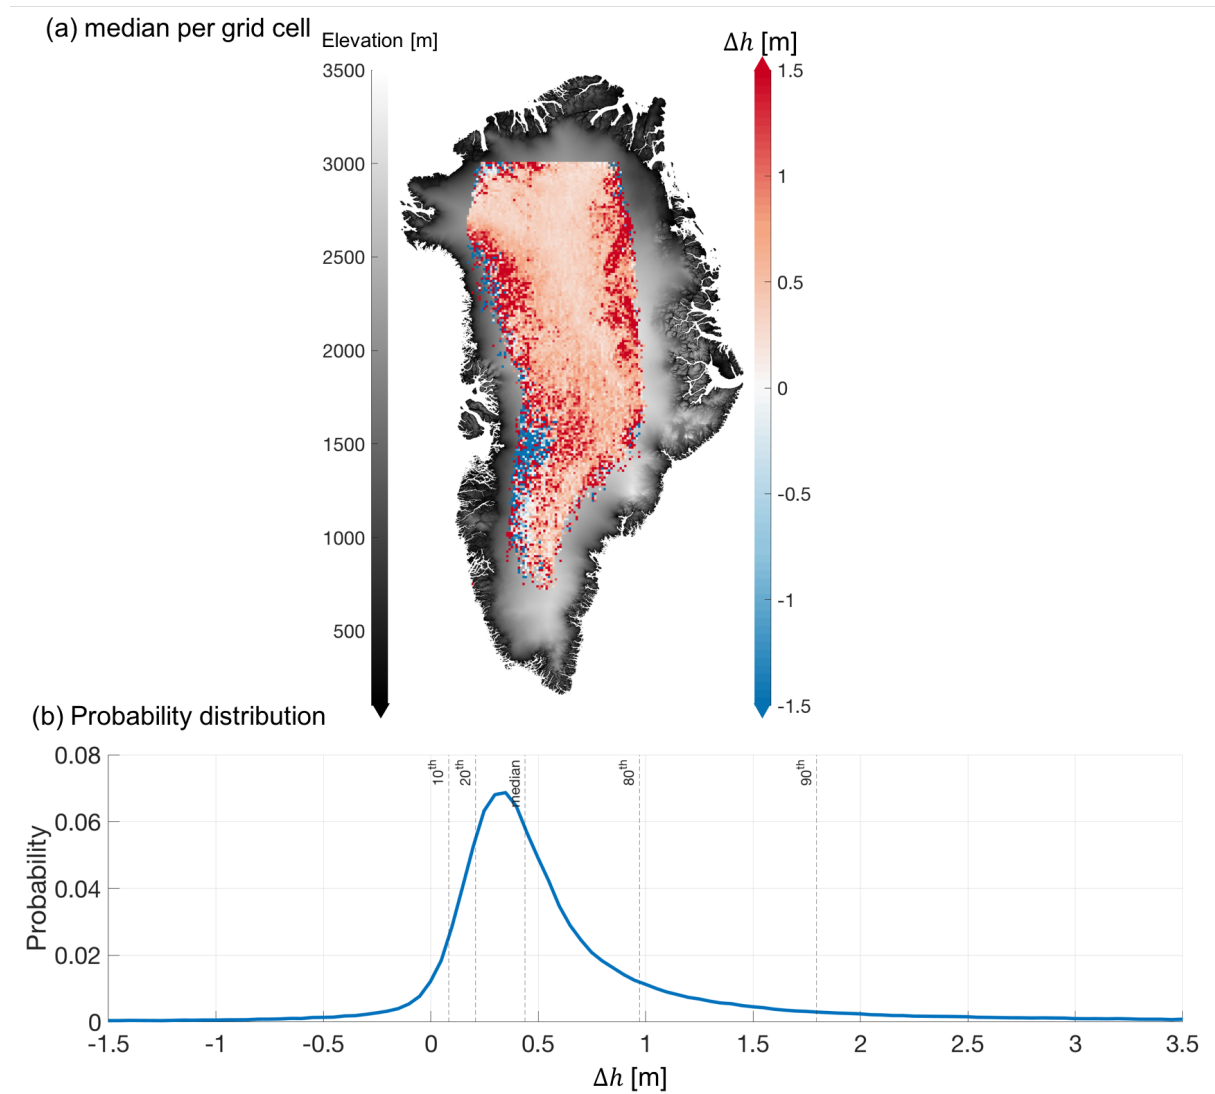 (a) median per grid cell
Elevation [m]
Δh [m]
3500
3000
2500
2000
1500
1000
500
1.5
1
0.5
0
-0.5
-1
-1.5
(b) Probability distribution
0.08
0.06
0.04
0.02
0
Probability
10th
20th
median
80th
90th
-1.5 -1 -0.5 0 0.5 1 1.5 2 2.5 3 3.5
Δh [m]